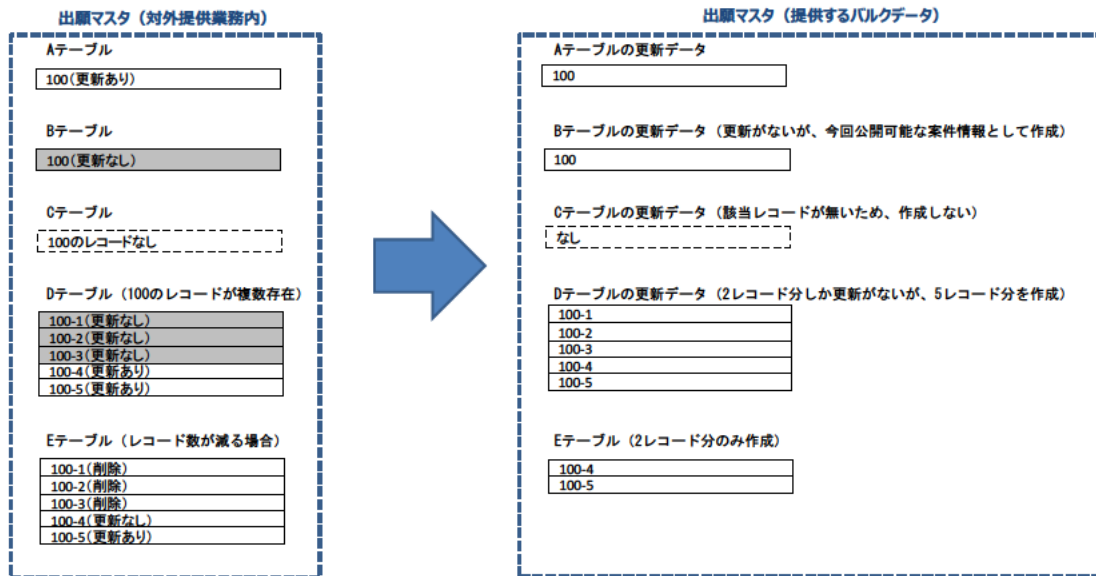 出願マスタ（対外提供業務内）
Aテーブル
100(更新あり)
Bテーブル
100(更新なし)
Cテーブル
100のレコードなし
Dテーブル（100のレコードが複数存在）
100-1(更新なし)
100-2(更新なし)
100-3(更新なし)
100-4(更新あり)
100-5(更新あり)
Eテーブル（レコード数が減る場合）
100-1(削除)
100-2(削除)
100-3(削除)
100-4(更新なし)
100-5(更新あり)
出願マスタ（提供するバルクデータ）
Aテーブルの更新データ
100
Bテーブルの更新データ（更新がないが、今回公開可能な案件情報として作成）
100
Cテーブルの更新データ（該当レコードが無いため、作成しない）
なし
Dテーブルの更新データ（2レコード分しか更新がないが、5レコード分を作成）
100-1
100-2
100-3
100-4
100-5
Eテーブル（2レコード分のみ作成）
100-4
100-5